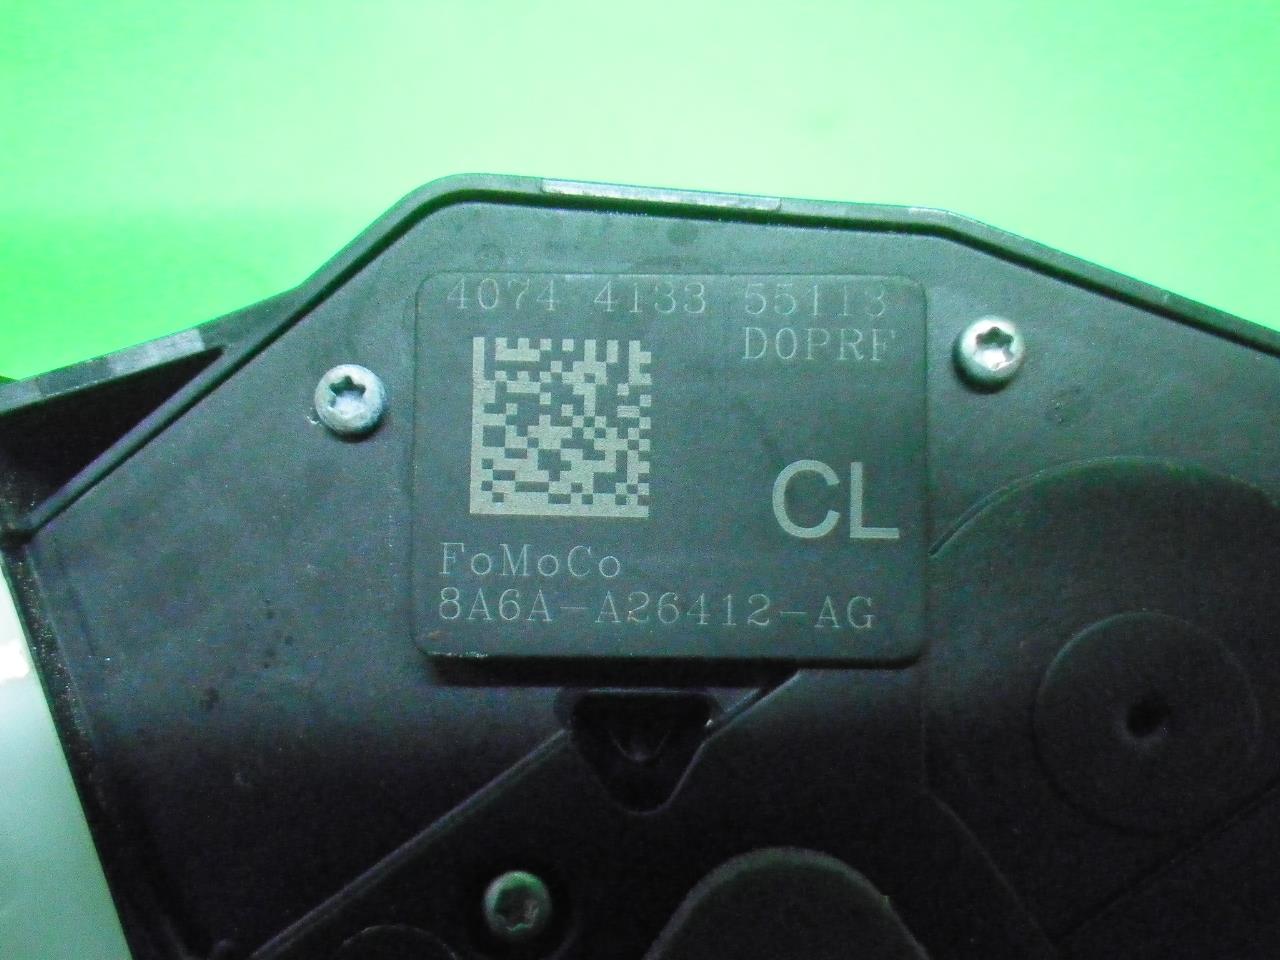 4074 4133 55113
D0PRF
CL
FoMoCo
8A6A-A26412-AG